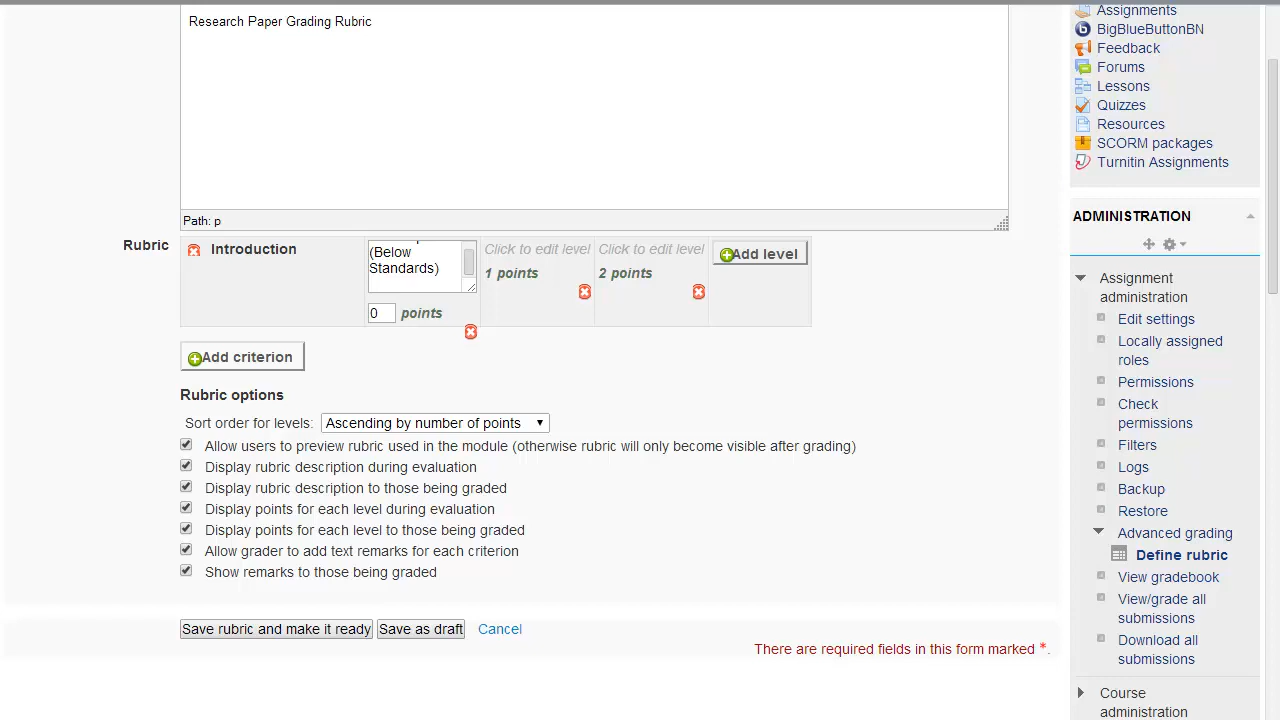 Research Paper Grading Rubric
Path: p
Rubric
Introduction
(Below
Standards)
0 points
Click to edit level
1 points
Click to edit level
2 points
Add level
Add criterion
Rubric options
Sort order for levels: Ascending by number of points
Allow users to preview rubric used in the module (otherwise rubric will only become visible after grading)
Display rubric description during evaluation
Display rubric description to those being graded
Display points for each level during evaluation
Display points for each level to those being graded
Allow grader to add text remarks for each criterion
Show remarks to those being graded
Save rubric and make it ready
Save as draft
Cancel
There are required fields in this form marked *.
Assignments
BigBlueButtonBN
Feedback
Forums
Lessons
Quizzes
Resources
SCORM packages
Turnitin Assignments
ADMINISTRATION
Assignment
administration
Edit settings
Locally assigned
roles
Permissions
Check
permissions
Filters
Logs
Backup
Restore
Advanced grading
Define rubric
View gradebook
View/grade all
submissions
Download all
submissions
Course
administration